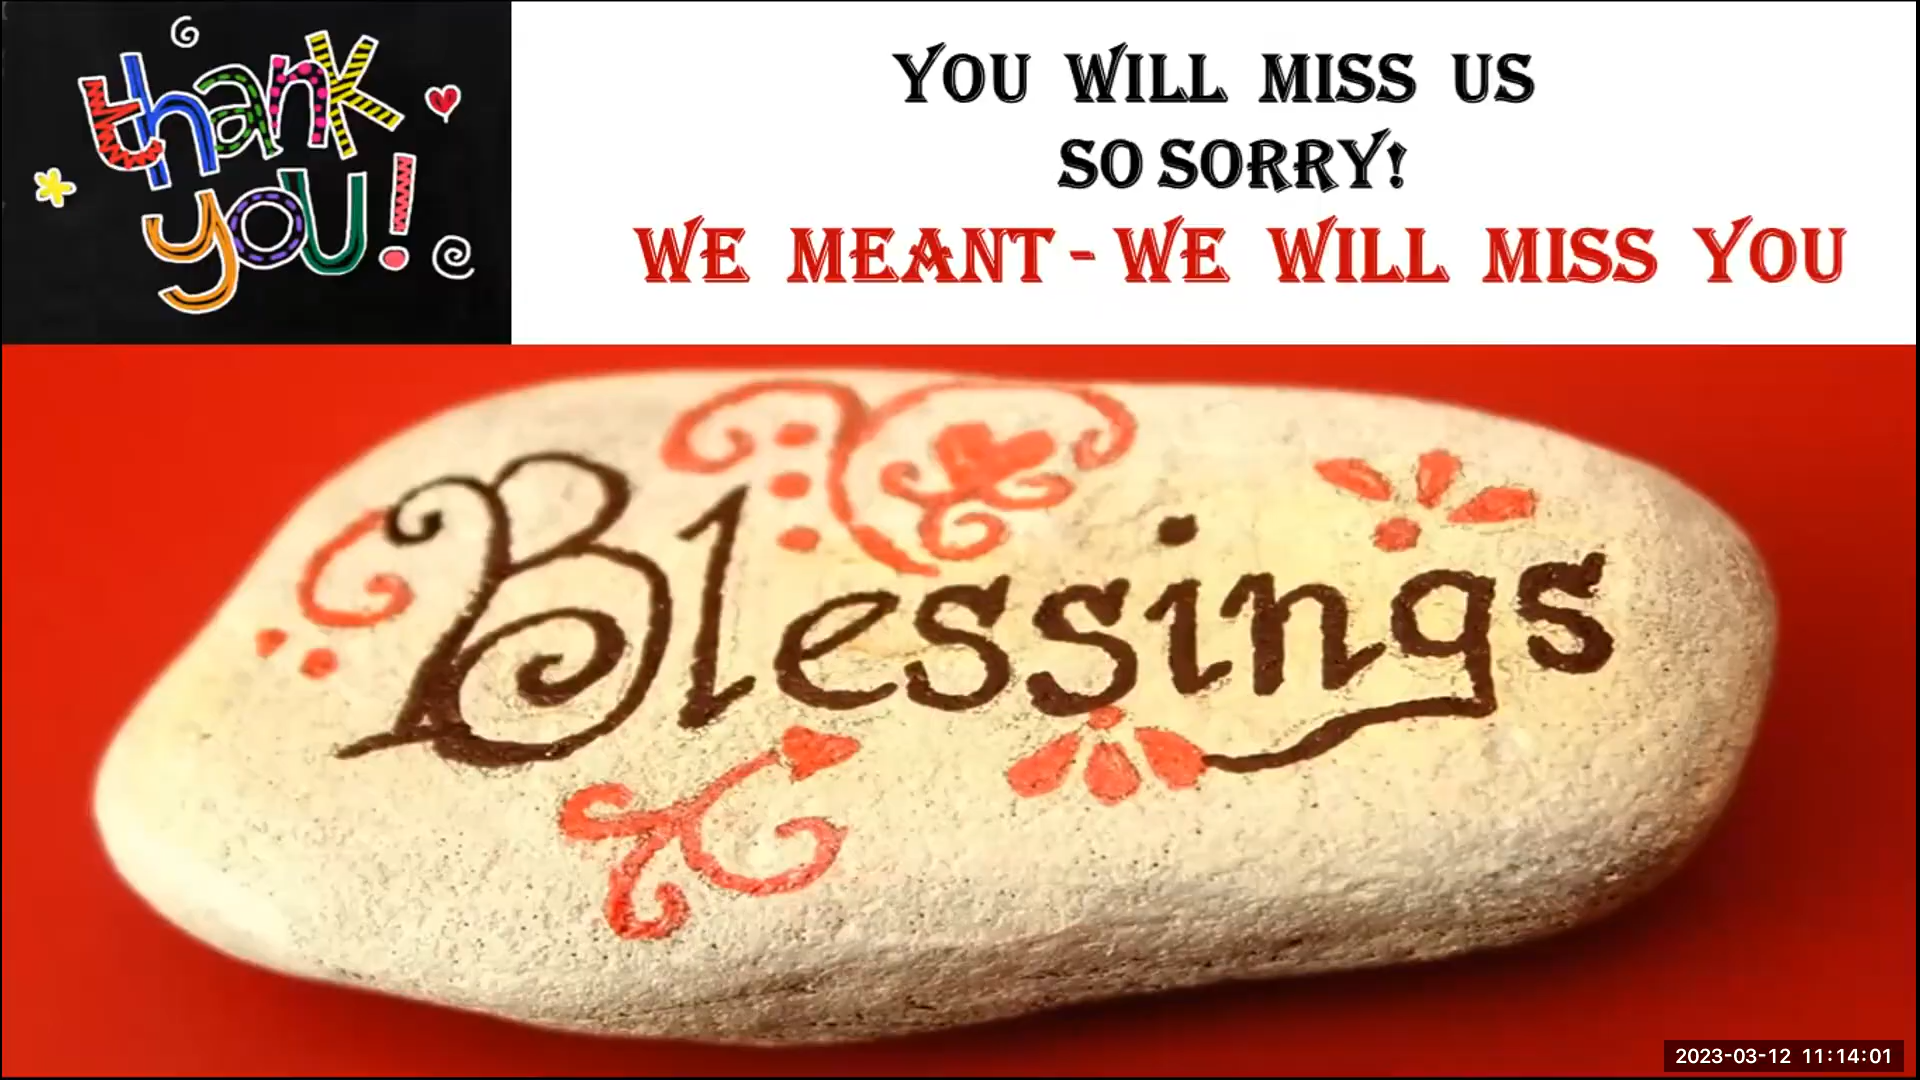 thank
you!
YOU WILL MISS US
SO SORRY!
WE MEANT - WE WILL MISS YOU
Blessings
2023-03-12 11:14:01